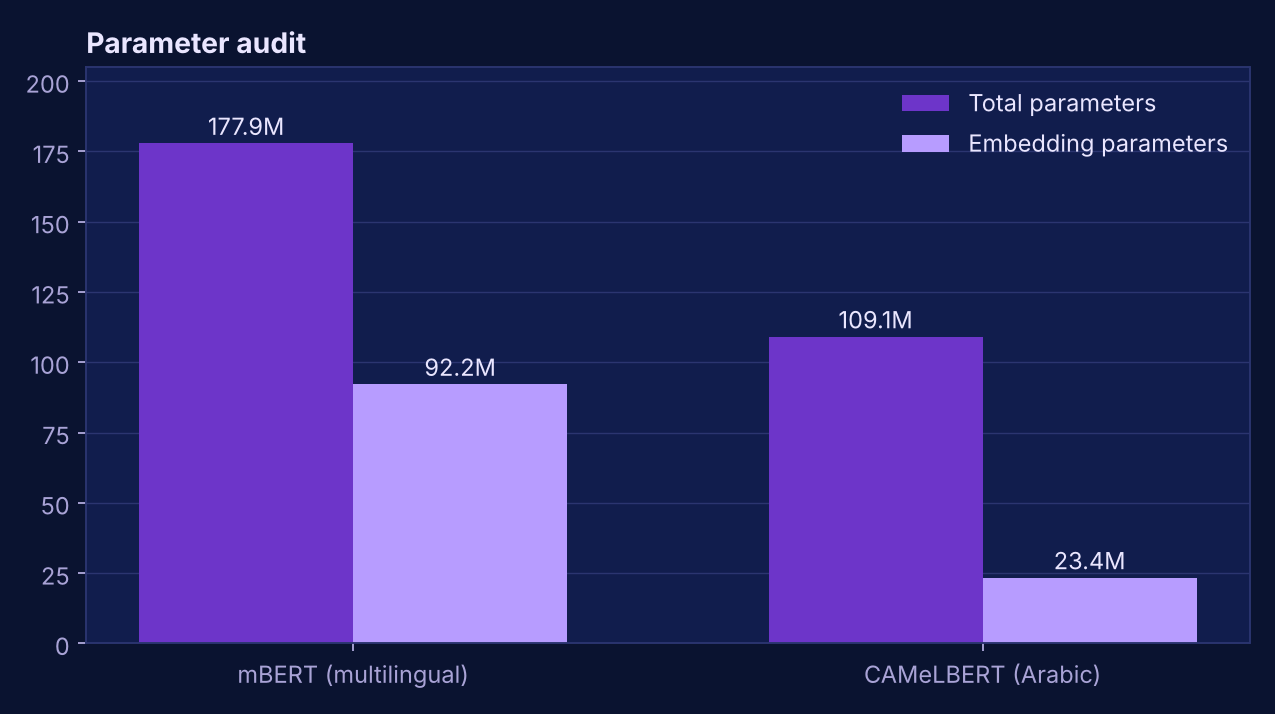 Parameter audit
Total parameters
Embedding parameters
200
175
150
125
100
75
50
25
0
177.9M
92.2M
109.1M
23.4M
mBERT (multilingual)
CAMeLBERT (Arabic)